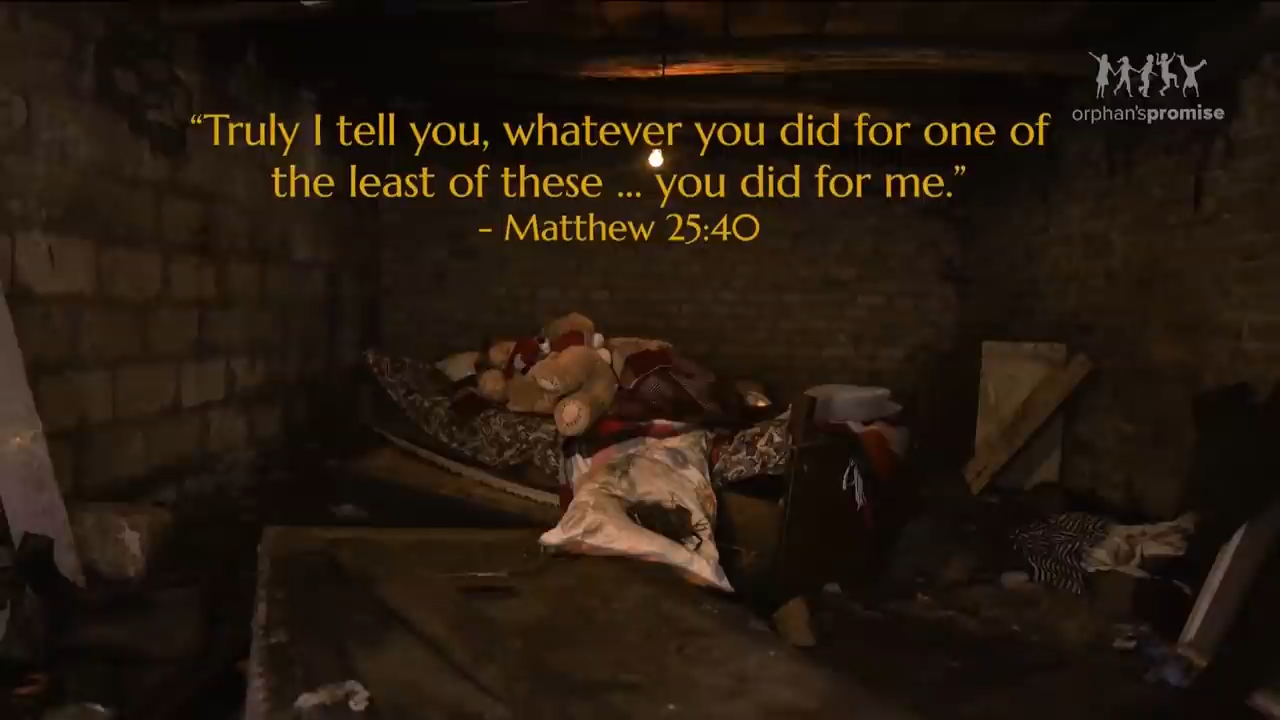 orphan'spromise
“Truly I tell you, whatever you did for one of
the least of these ... you did for me.”
- Matthew 25:40